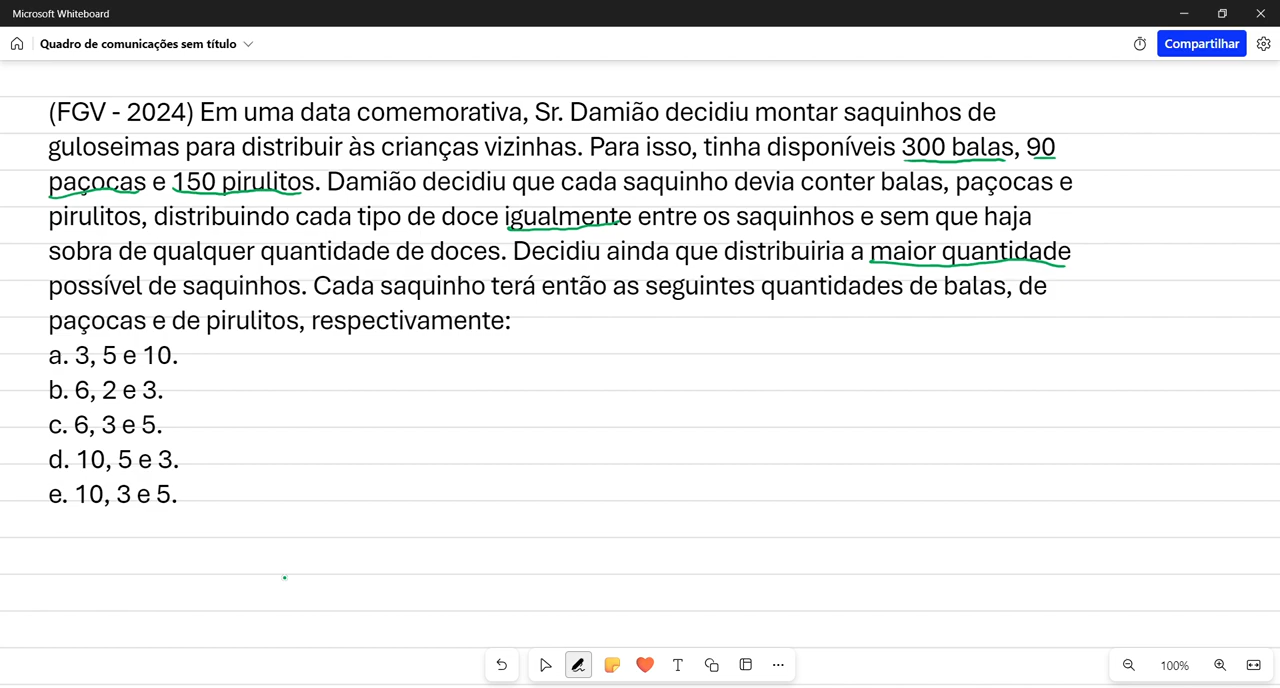 Microsoft Whiteboard
Quadro de comunicações sem título
Compartilhar
(FGV - 2024) Em uma data comemorativa, Sr. Damião decidiu montar saquinhos de
guloseimas para distribuir às crianças vizinhas. Para isso, tinha disponíveis 300 balas, 90
paçocas e 150 pirulitos. Damião decidiu que cada saquinho devia conter balas, paçocas e
pirulitos, distribuindo cada tipo de doce igualmente entre os saquinhos e sem que haja
sobra de qualquer quantidade de doces. Decidiu ainda que distribuiria a maior quantidade
possível de saquinhos. Cada saquinho terá então as seguintes quantidades de balas, de
paçocas e de pirulitos, respectivamente:
a. 3, 5 e 10.
b. 6, 2 e 3.
c. 6, 3 e 5.
d. 10, 5 e 3.
e. 10, 3 e 5.
T
100%